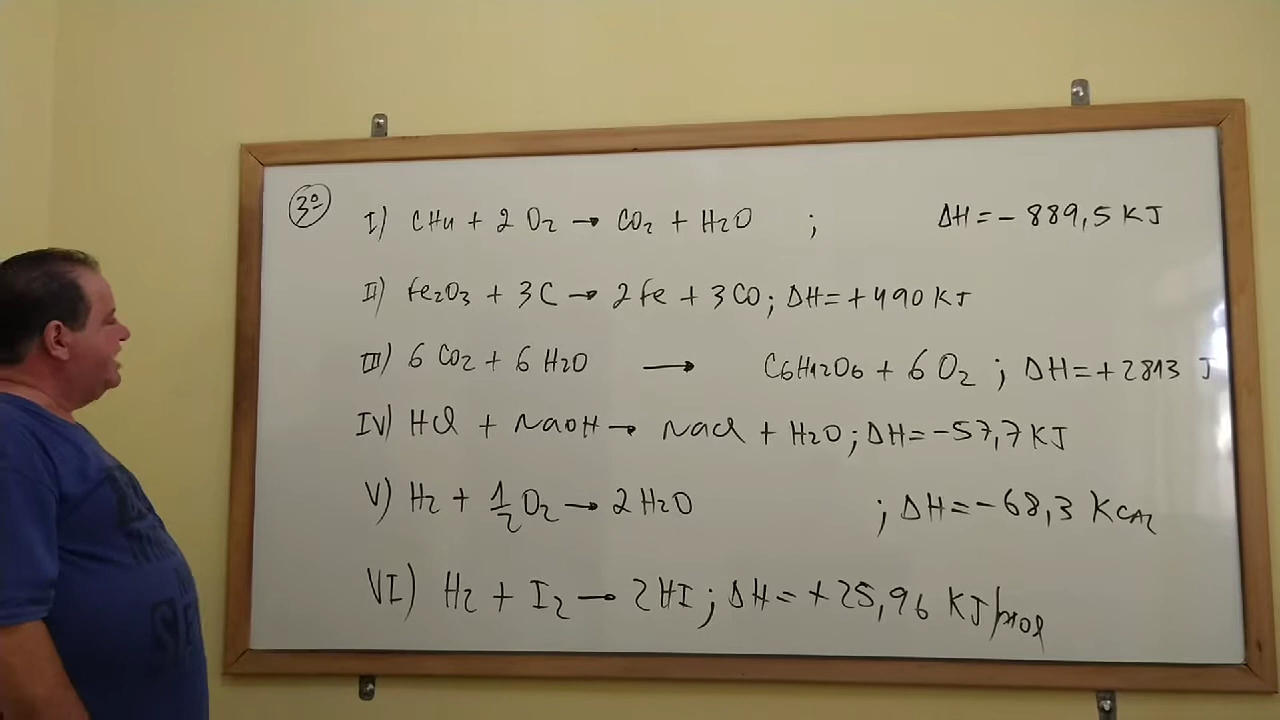 3º
I) CH4 + 2 O2 → CO2 + H2O ; ΔH = - 889,5 KJ
II) Fe2O3 + 3C → 2Fe + 3CO ; ΔH = + 490 KJ
III) 6 CO2 + 6 H2O → C6H12O6 + 6 O2 ; ΔH = + 2813 J
IV) HCl + NaOH → NaCl + H2O ; ΔH = - 57,7 KJ
V) H2 + 1/2 O2 → 2 H2O ; ΔH = - 68,3 Kcal
VI) H2 + I2 → 2HI ; ΔH = + 25,96 KJ/mol